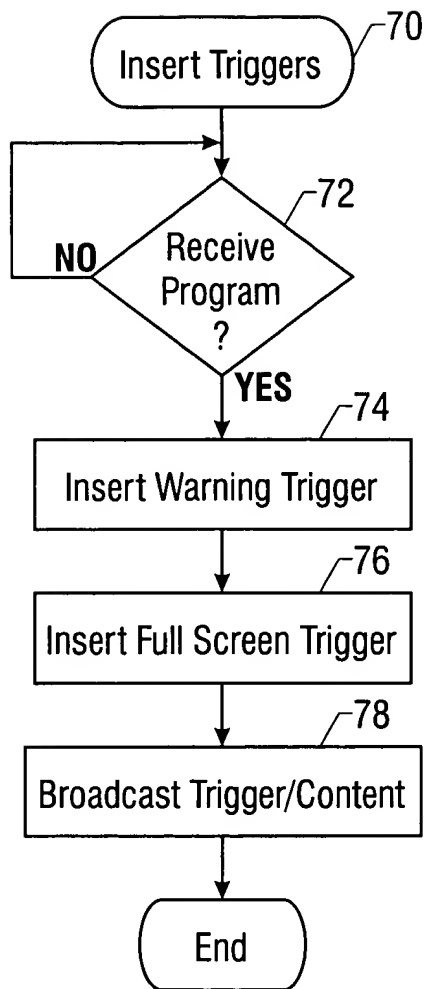 70
Insert Triggers
72
Receive
Program
?
NO
YES
74
Insert Warning Trigger
76
Insert Full Screen Trigger
78
Broadcast Trigger/Content
End